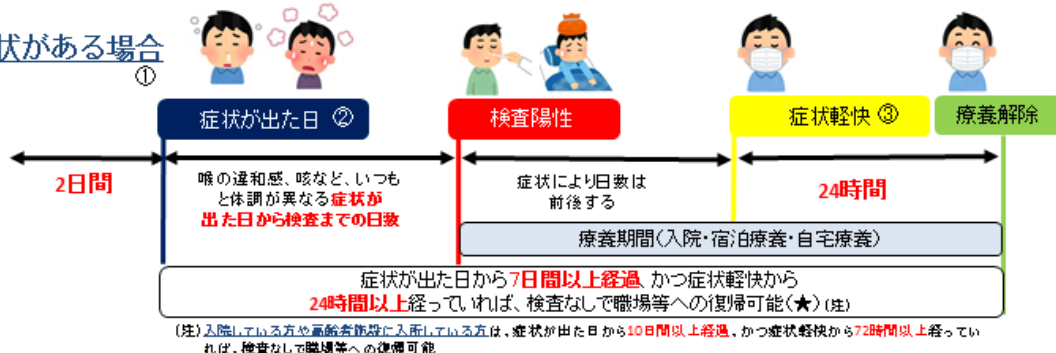 状がある場合
①
症状が出た日 ②
検査陽性
症状軽快 ③
療養解除
2日間
喉の違和感、咳など、いつも
と体調が異なる症状が
出た日から検査までの日数
症状により日数は
前後する
24時間
療養期間(入院・宿泊療養・自宅療養)
症状が出た日から7日間以上経過、かつ症状軽快から
24時間以上経っていれば、検査なしで職場等への復帰可能(★)(注)
(注)入院している方や高齢者施設に入所している方は、症状が出た日から10日間以上経過、かつ症状軽快から72時間以上経ってい
れば、検査なしで職場等への復帰可能